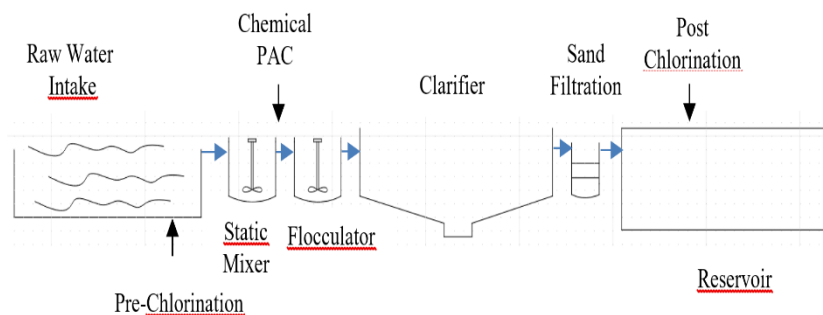 Raw Water
Intake
Chemical
PAC
Clarifier
Sand
Filtration
Post
Chlorination
Static
Mixer
Flocculator
Pre-Chlorination
Reservoir